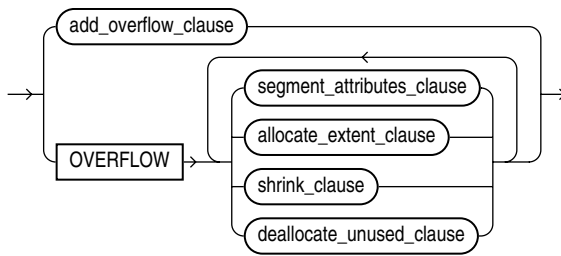 add_overflow_clause
segment_attributes_clause
allocate_extent_clause
OVERFLOW
shrink_clause
deallocate_unused_clause